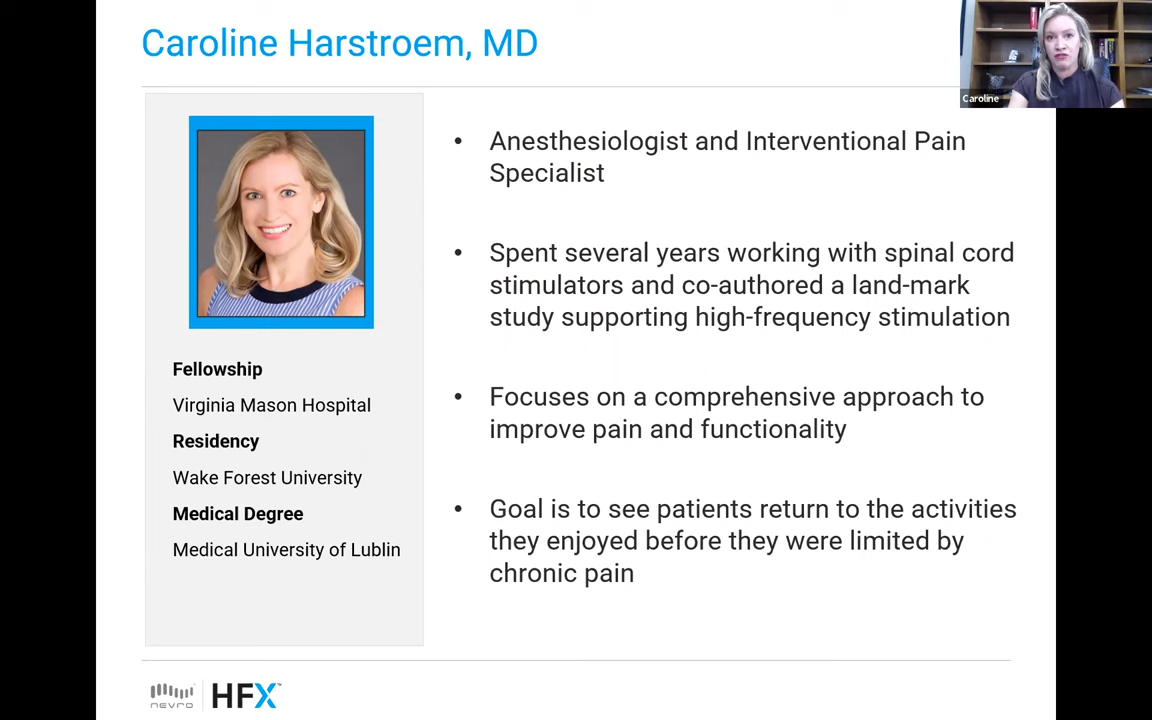 Caroline Harstroem, MD
Caroline
Fellowship
Virginia Mason Hospital
Residency
Wake Forest University
Medical Degree
Medical University of Lublin
• Anesthesiologist and Interventional Pain
Specialist
• Spent several years working with spinal cord
stimulators and co-authored a land-mark
study supporting high-frequency stimulation
• Focuses on a comprehensive approach to
improve pain and functionality
• Goal is to see patients return to the activities
they enjoyed before they were limited by
chronic pain
nevro HFX™